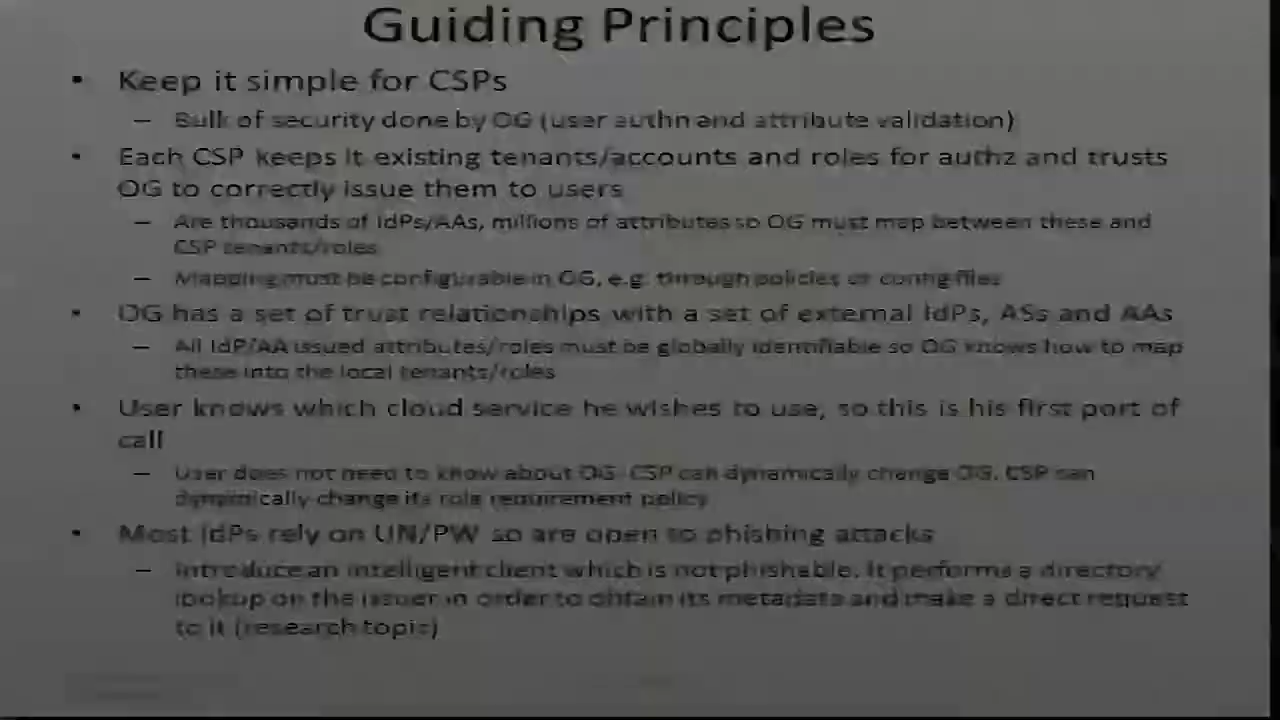 Guiding Principles
• Keep it simple for CSPs
– Bulk of security done by OG (user authn and attribute validation)
• Each CSP keeps it existing tenants/accounts and roles for authz and trusts
OG to correctly issue them to users
– Are thousands of IdPs/AAs, millions of attributes so OG must map between these and
CSP tenants/roles
– Mapping must be configurable in OG, e.g. through policies or config files
• OG has a set of trust relationships with a set of external IdPs, ASs and AAs
– All IdP/AA issued attributes/roles must be globally identifiable so OG knows how to map
these into the local tenants/roles
• User knows which cloud service he wishes to use, so this is his first port of
call
– User does not need to know about OG. CSP can dynamically change OG. CSP can
dynamically change its role requirement policy
• Most IdPs rely on UN/PW so are open to phishing attacks
– Introduce an intelligent client which is not phishable. It performs a directory
lookup on the issuer in order to obtain its metadata and make a direct request
to it (research topic)